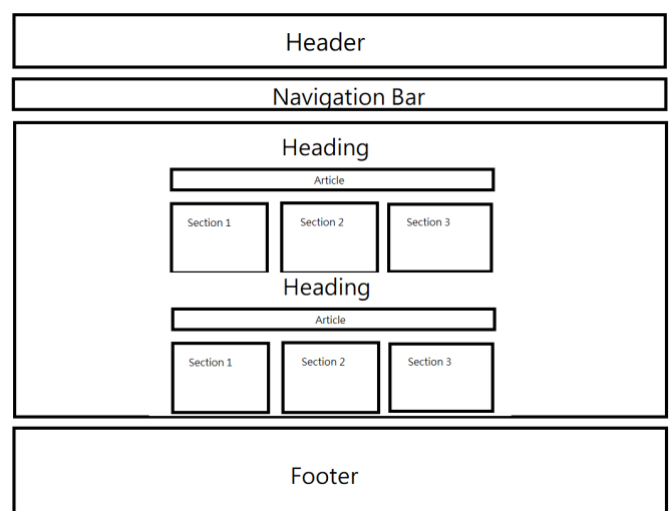 Header
Navigation Bar
Heading
Article
Section 1 Section 2 Section 3
Heading
Article
Section 1 Section 2 Section 3
Footer